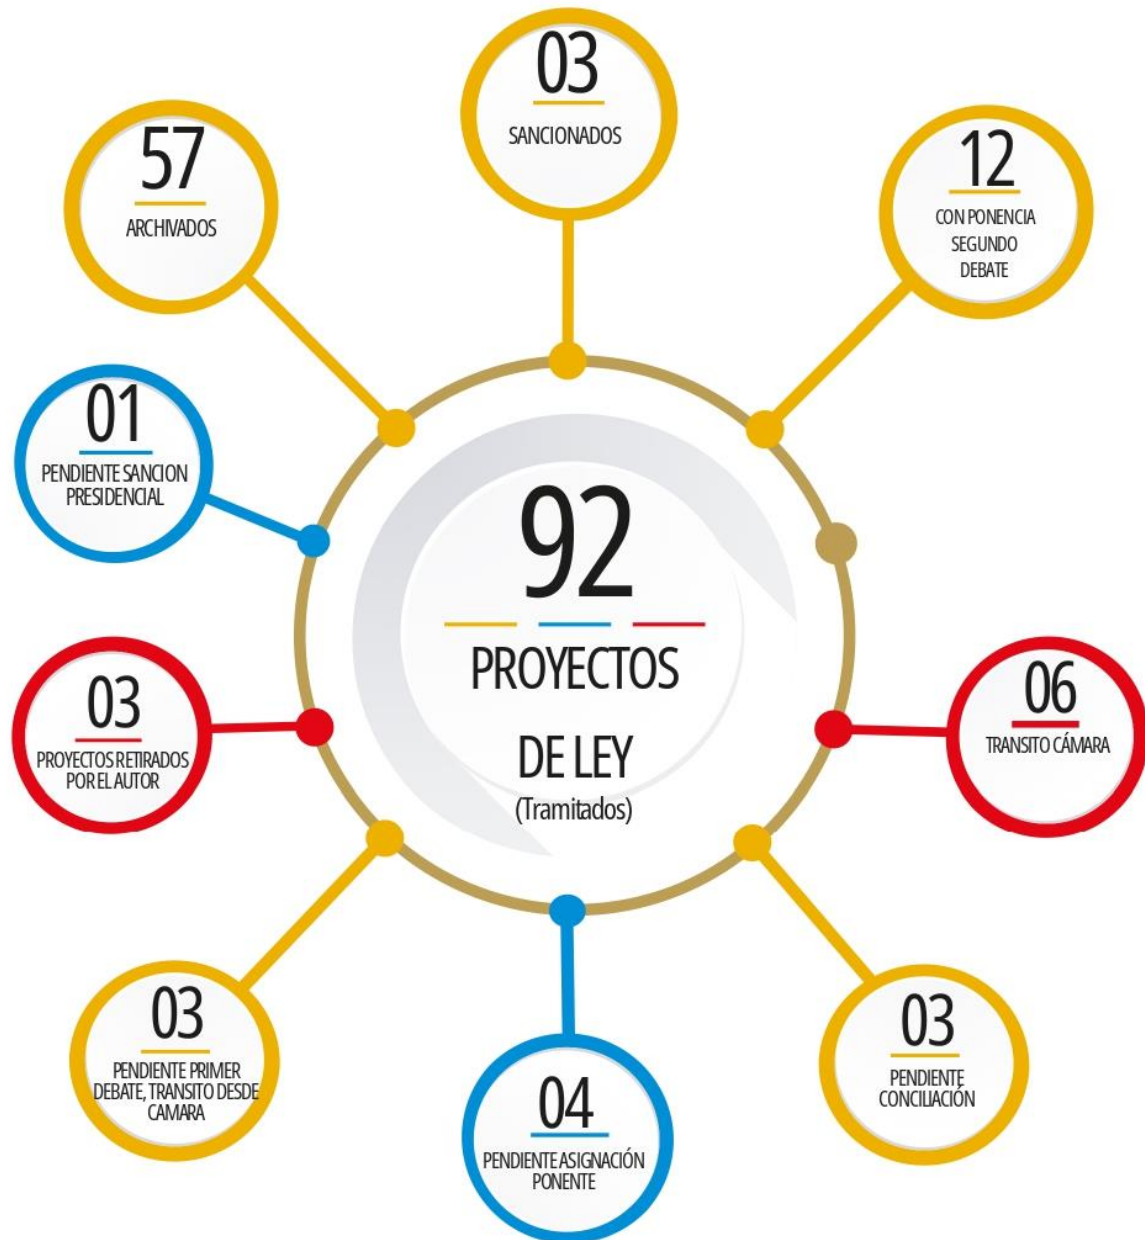 03
SANCIONADOS
57
ARCHIVADOS
12
CON PONENCIA
SEGUNDO
DEBATE
01
PENDIENTE SANCION
PRESIDENCIAL
92
PROYECTOS
DE LEY
(Tramitados)
03
PROYECTOS RETIRADOS
POR EL AUTOR
06
TRANSITO CÁMARA
03
PENDIENTE PRIMER
DEBATE, TRANSITO DESDE
CAMARA
04
PENDIENTE ASIGNACIÓN
PONENTE
03
PENDIENTE
CONCILIACIÓN